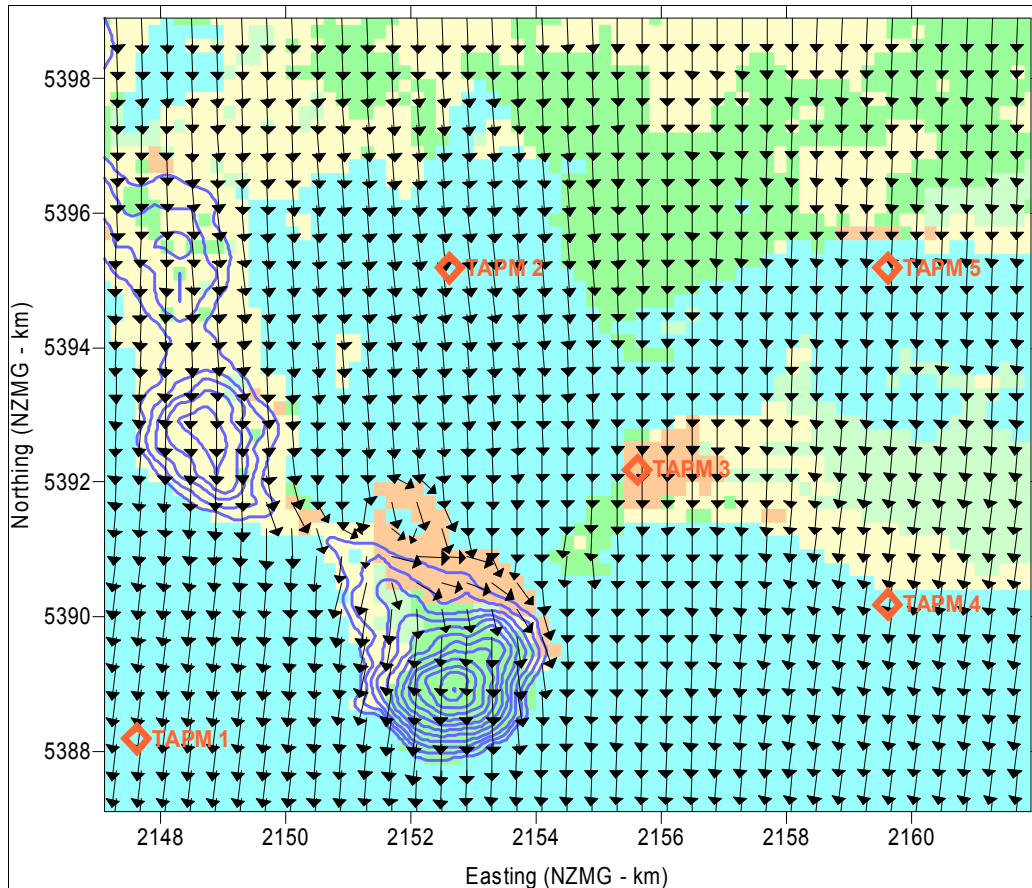 5398
5396
TAPM 2
TAPM 5
5394
5392
TAPM 3
5390
TAPM 4
5388
TAPM 1
Northing (NZMG - km)
2148 2150 2152 2154 2156 2158 2160
Easting (NZMG - km)